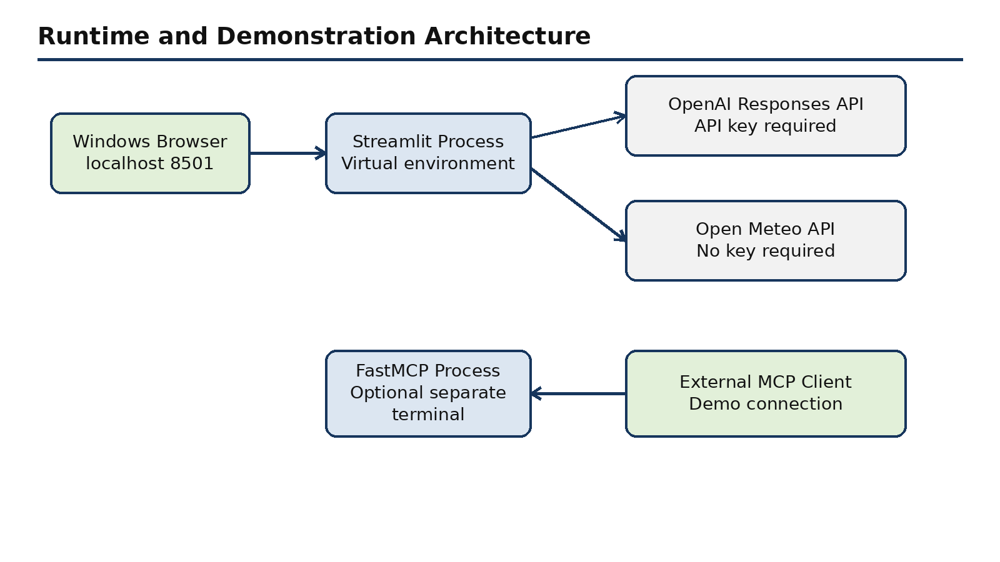 Runtime and Demonstration Architecture
Windows Browser
localhost 8501
Streamlit Process
Virtual environment
OpenAI Responses API
API key required
Open Meteo API
No key required
FastMCP Process
Optional separate
terminal
External MCP Client
Demo connection